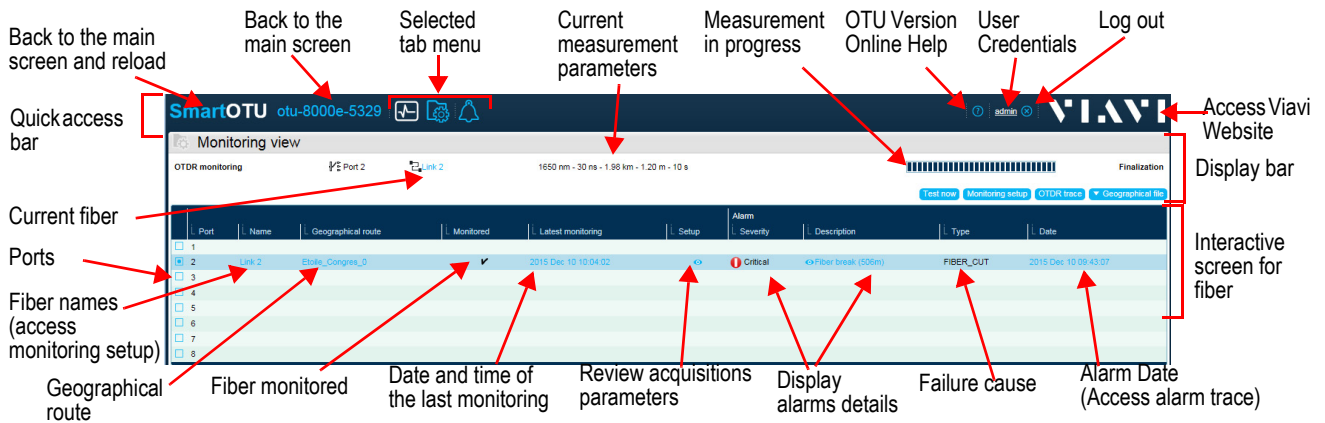 Back to the main
screen and reload
Back to the
main screen
Selected
tab menu
Current
measurement
parameters
Measurement
in progress
OTU Version
Online Help
User
Credentials
Log out
Quick access
bar
SmartOTU otu-8000e-5329
admin
VIAVI
Access Viavi
Website
Monitoring view
OTDR monitoring
Port 2
Link 2
1650 nm - 30 ns - 1.98 km - 1.20 m - 10 s
Finalization
Display bar
Test now
Monitoring setup
OTDR trace
Geographical file
Current fiber
Alarm
Port
Name
Geographical route
Monitored
Latest monitoring
Setup
Severity
Description
Type
Date
Interactive
screen for
fiber
Ports
1
2 Link 2 Etoile_Congres_0 2015 Dec 10 10:04:02 Critical Fiber break (506m) FIBER_CUT 2015 Dec 10 09:43:07
3
4
5
6
7
8
Fiber names
(access
monitoring setup)
Geographical
route
Fiber monitored
Date and time of
the last monitoring
Review acquisitions
parameters
Display
alarms details
Failure cause
Alarm Date
(Access alarm trace)